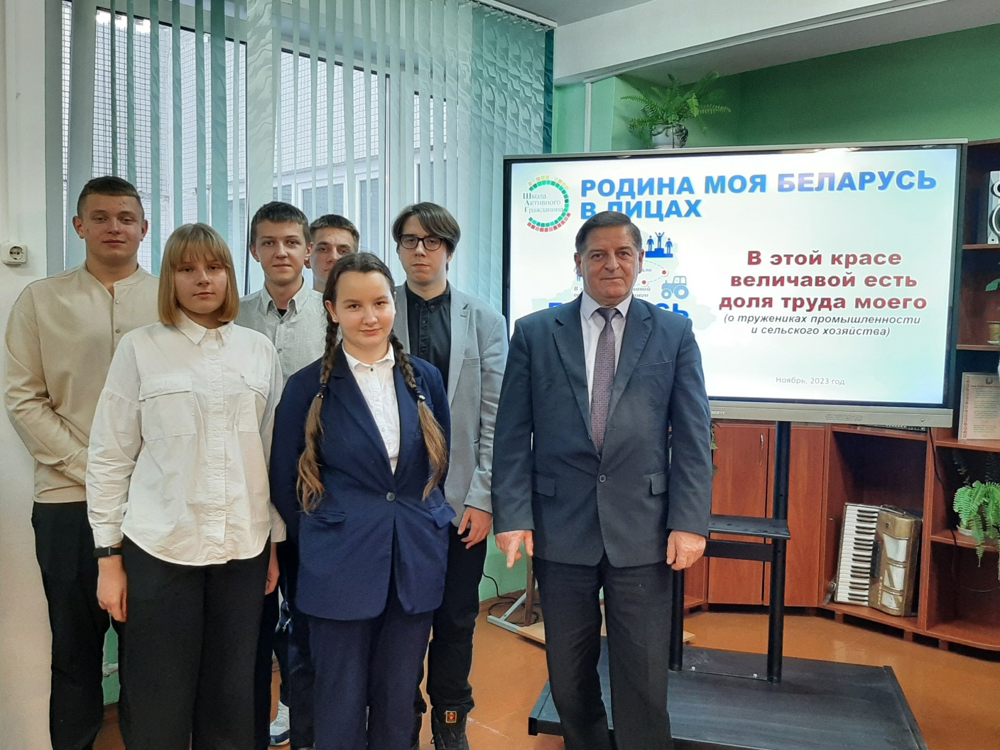 РОДИНА МОЯ БЕЛАРУСЬ
В ЛИЦАХ
Школа
Активного
Гражданина
В этой красе
величавой есть
доля труда моего
(о тружениках промышленности
и сельского хозяйства)
Ноябрь, 2023 год